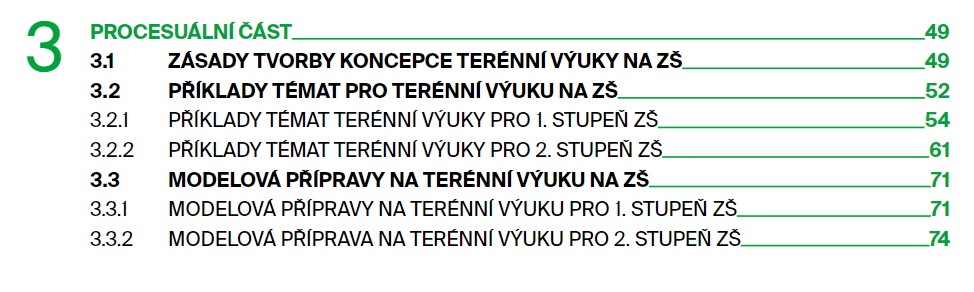 3 PROCESUÁLNÍ ČÁST 49
3.1 ZÁSADY TVORBY KONCEPCE TERÉNNÍ VÝUKY NA ZŠ 49
3.2 PŘÍKLADY TÉMAT PRO TERÉNNÍ VÝUKU NA ZŠ 52
3.2.1 PŘÍKLADY TÉMAT TERÉNNÍ VÝUKY PRO 1. STUPEŇ ZŠ 54
3.2.2 PŘÍKLADY TÉMAT TERÉNNÍ VÝUKY PRO 2. STUPEŇ ZŠ 61
3.3 MODELOVÁ PŘÍPRAVY NA TERÉNNÍ VÝUKU NA ZŠ 71
3.3.1 MODELOVÁ PŘÍPRAVY NA TERÉNNÍ VÝUKU PRO 1. STUPEŇ ZŠ 71
3.3.2 MODELOVÁ PŘÍPRAVA NA TERÉNNÍ VÝUKU PRO 2. STUPEŇ ZŠ 74